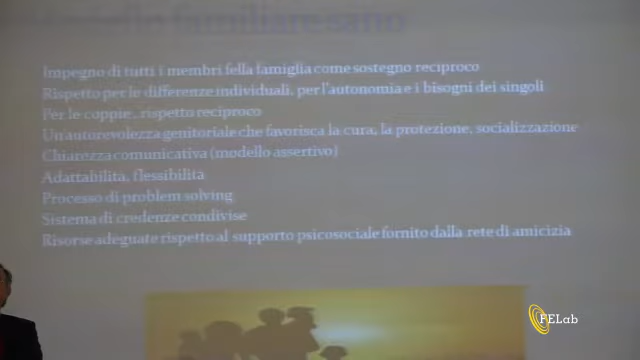 Modello familiare sano
Impegno di tutti i membri fella famiglia come sostegno reciproco
Rispetto per le differenze individuali, per l'autonomia e i bisogni dei singoli
Per le coppie, rispetto reciproco
Un'autorevolezza genitoriale che favorisca la cura, la protezione, socializzazione
Chiarezza comunicativa (modello assertivo)
Adattabilità, flessibilità
Processo di problem solving
Sistema di credenze condivise
Risorse adeguate rispetto al supporto psicosociale fornito dalla rete di amicizia
FELab